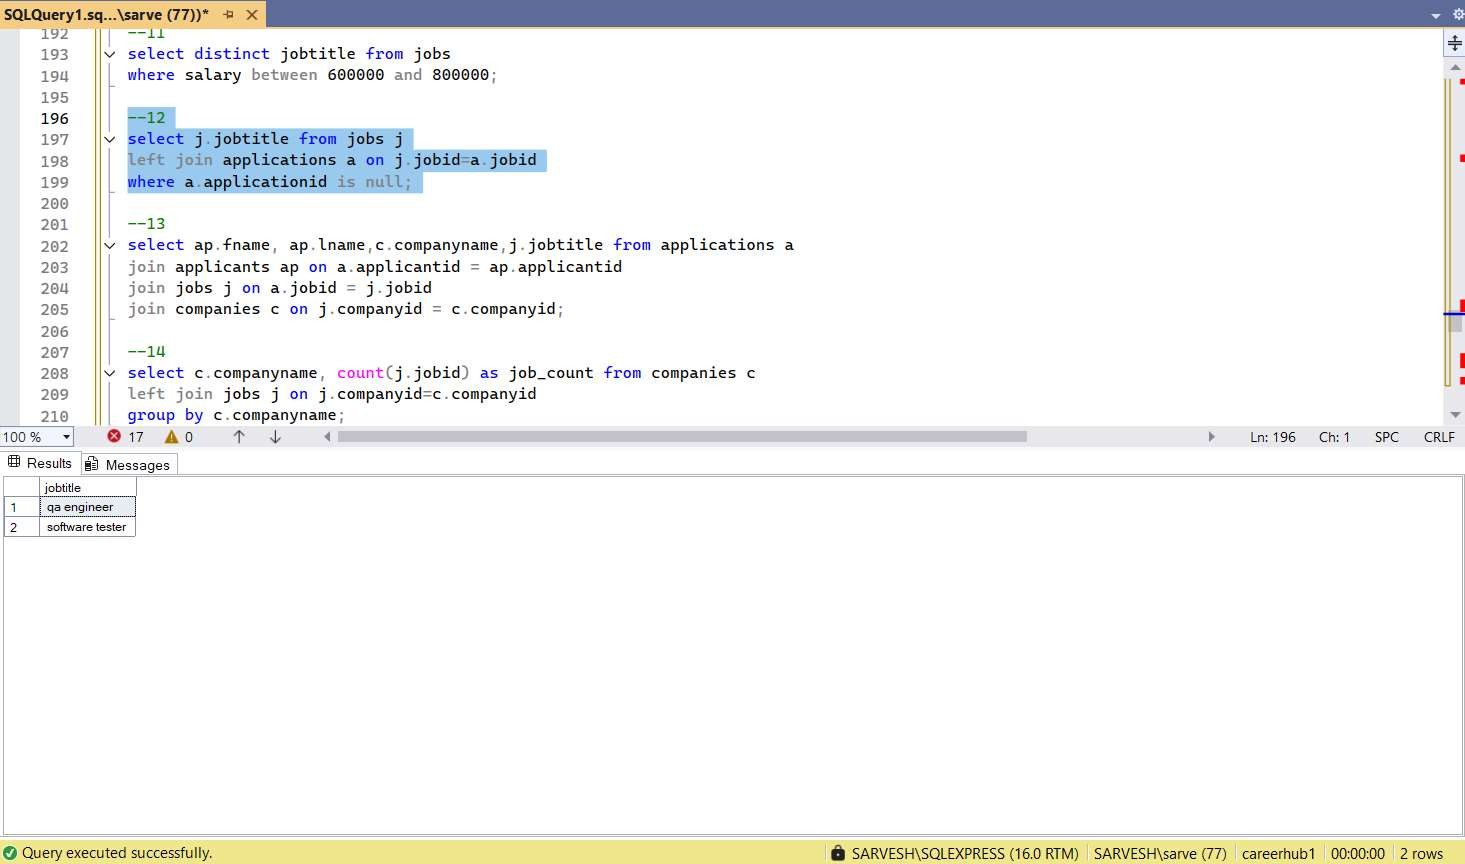 SQLQuery1.sq...\sarve (77))*
192 --11
193 select distinct jobtitle from jobs
194 where salary between 600000 and 800000;
195
196 --12
197 select j.jobtitle from jobs j
198 left join applications a on j.jobid=a.jobid
199 where a.applicationid is null;
200
201 --13
202 select ap.fname, ap.lname,c.companyname,j.jobtitle from applications a
203 join applicants ap on a.applicantid = ap.applicantid
204 join jobs j on a.jobid = j.jobid
205 join companies c on j.companyid = c.companyid;
206
207 --14
208 select c.companyname, count(j.jobid) as job_count from companies c
209 left join jobs j on j.companyid=c.companyid
210 group by c.companyname;
100 % 17 0 Ln: 196 Ch: 1 SPC CRLF
Results Messages
jobtitle
1 qa engineer
2 software tester
Query executed successfully. SARVESH\SQLEXPRESS (16.0 RTM) SARVESH\sarve (77) careerhub1 00:00:00 2 rows